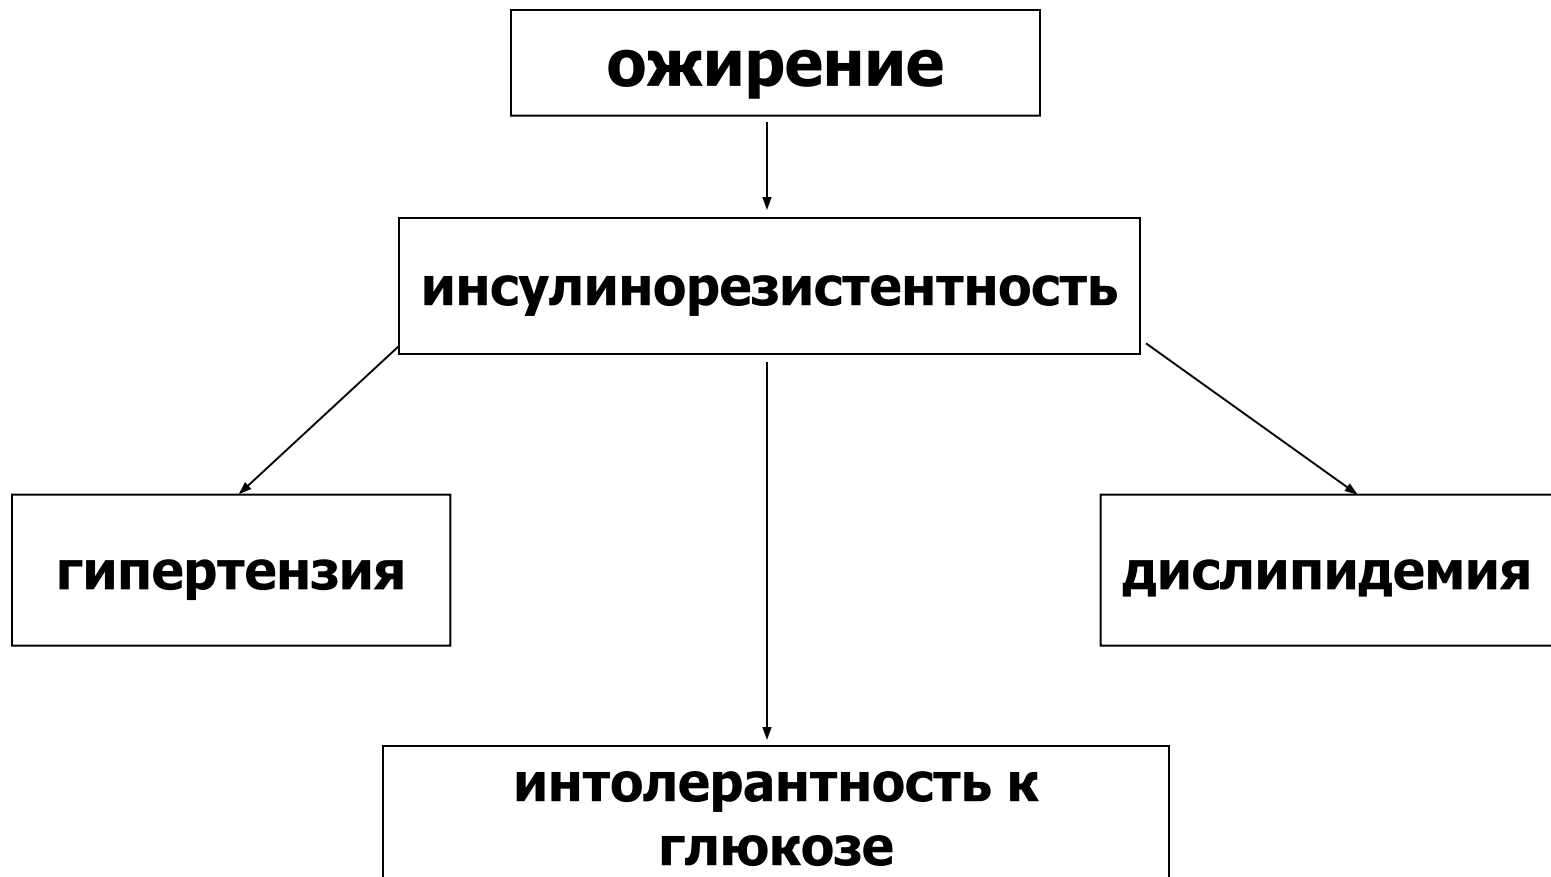 ожирение
инсулинорезистентность
гипертензия
дислипидемия
интолерантность к
глюкозе